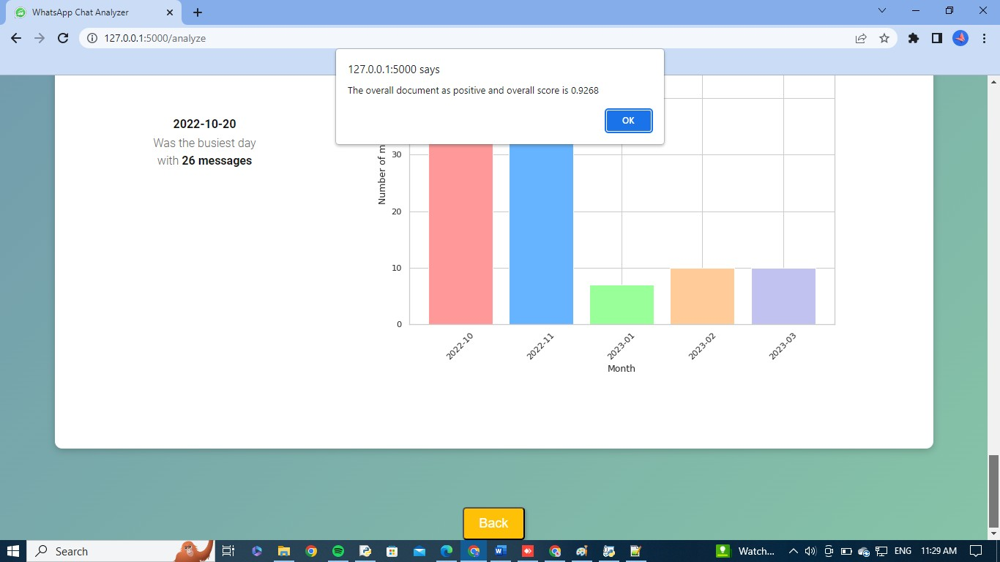 WhatsApp Chat Analyzer
127.0.0.1:5000/analyze
127.0.0.1:5000 says
The overall document as positive and overall score is 0.9268
OK
2022-10-20
Was the busiest day
with 26 messages
Number of m
30
20
10
0
2022-10
2022-11
2023-01
2023-02
2023-03
Month
Back
Search
Watch...
ENG
11:29 AM